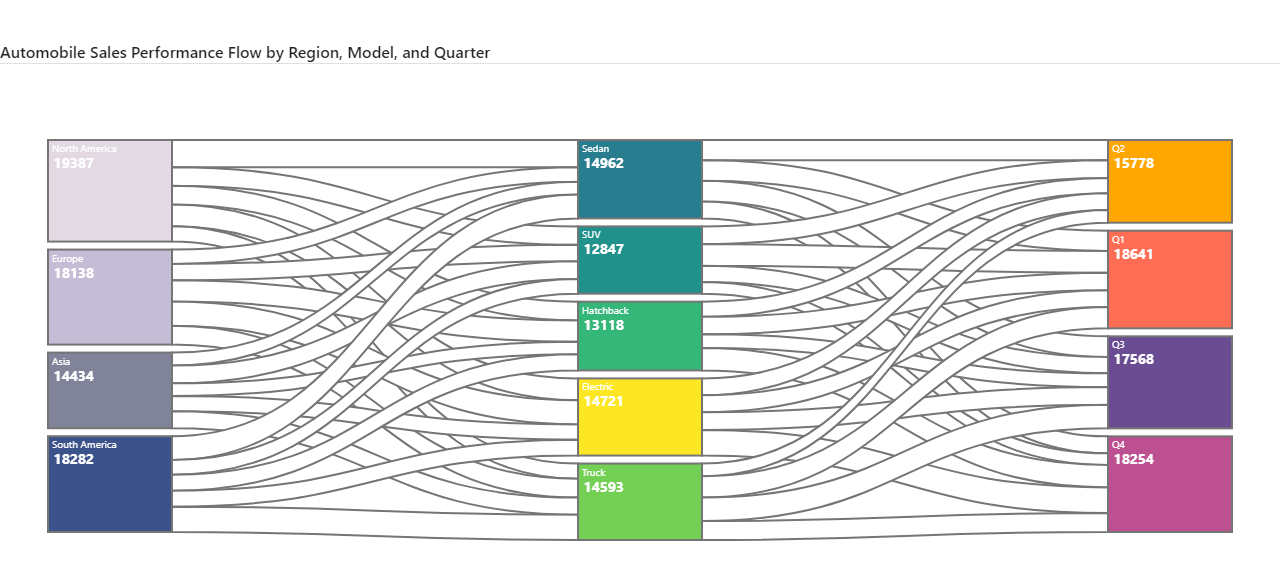 Automobile Sales Performance Flow by Region, Model, and Quarter
North America
19387
Europe
18138
Asia
14434
South America
18282
Sedan
14962
SUV
12847
Hatchback
13118
Electric
14721
Truck
14593
Q2
15778
Q1
18641
Q3
17568
Q4
18254